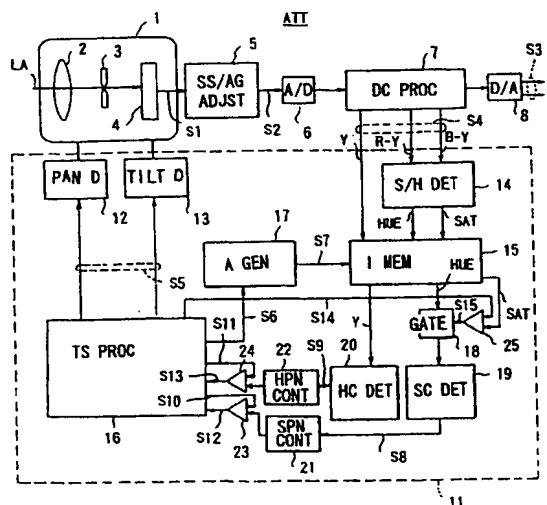 ATT
1
2
3
5
7
S3
LA
SS/AG
ADJST
A/D
DC PROC
D/A
4
S1
S2
6
8
S4
Y
R-Y
B-Y
PAN D
TILT D
S/H DET
14
12
13
17
HUE
SAT
A GEN
S7
I MEM
15
S5
S6
S14
HUE
SAT
S11
Y
GATE
S15
TS PROC
24
22
S9
20
18
25
S13
HPN
CONT
HC DET
SC DET
19
S10
S12
23
SPN
CONT
16
21
S8
11